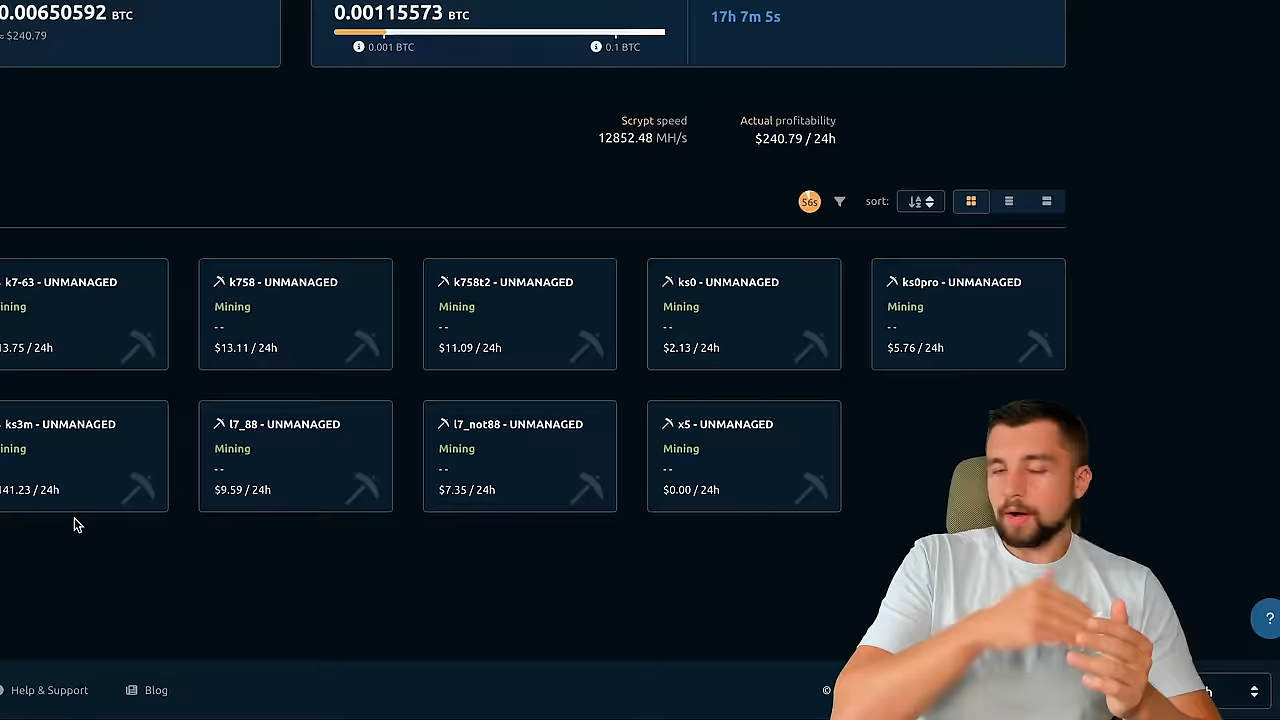 0.00650592 BTC
≈ $240.79
0.00115573 BTC
0.001 BTC
0.1 BTC
17h 7m 5s
Scrypt speed
12852.48 MH/s
Actual profitability
$240.79 / 24h
56s
sort:
k7-63 - UNMANAGED
ining
13.75 / 24h
k758 - UNMANAGED
Mining
- -
$13.11 / 24h
k758t2 - UNMANAGED
Mining
- -
$11.09 / 24h
ks0 - UNMANAGED
Mining
- -
$2.13 / 24h
ks0pro - UNMANAGED
Mining
- -
$5.76 / 24h
ks3m - UNMANAGED
ining
141.23 / 24h
l7_88 - UNMANAGED
Mining
- -
$9.59 / 24h
l7_not88 - UNMANAGED
Mining
- -
$7.35 / 24h
x5 - UNMANAGED
Mining
- -
$0.00 / 24h
?
Help & Support
Blog
©
h